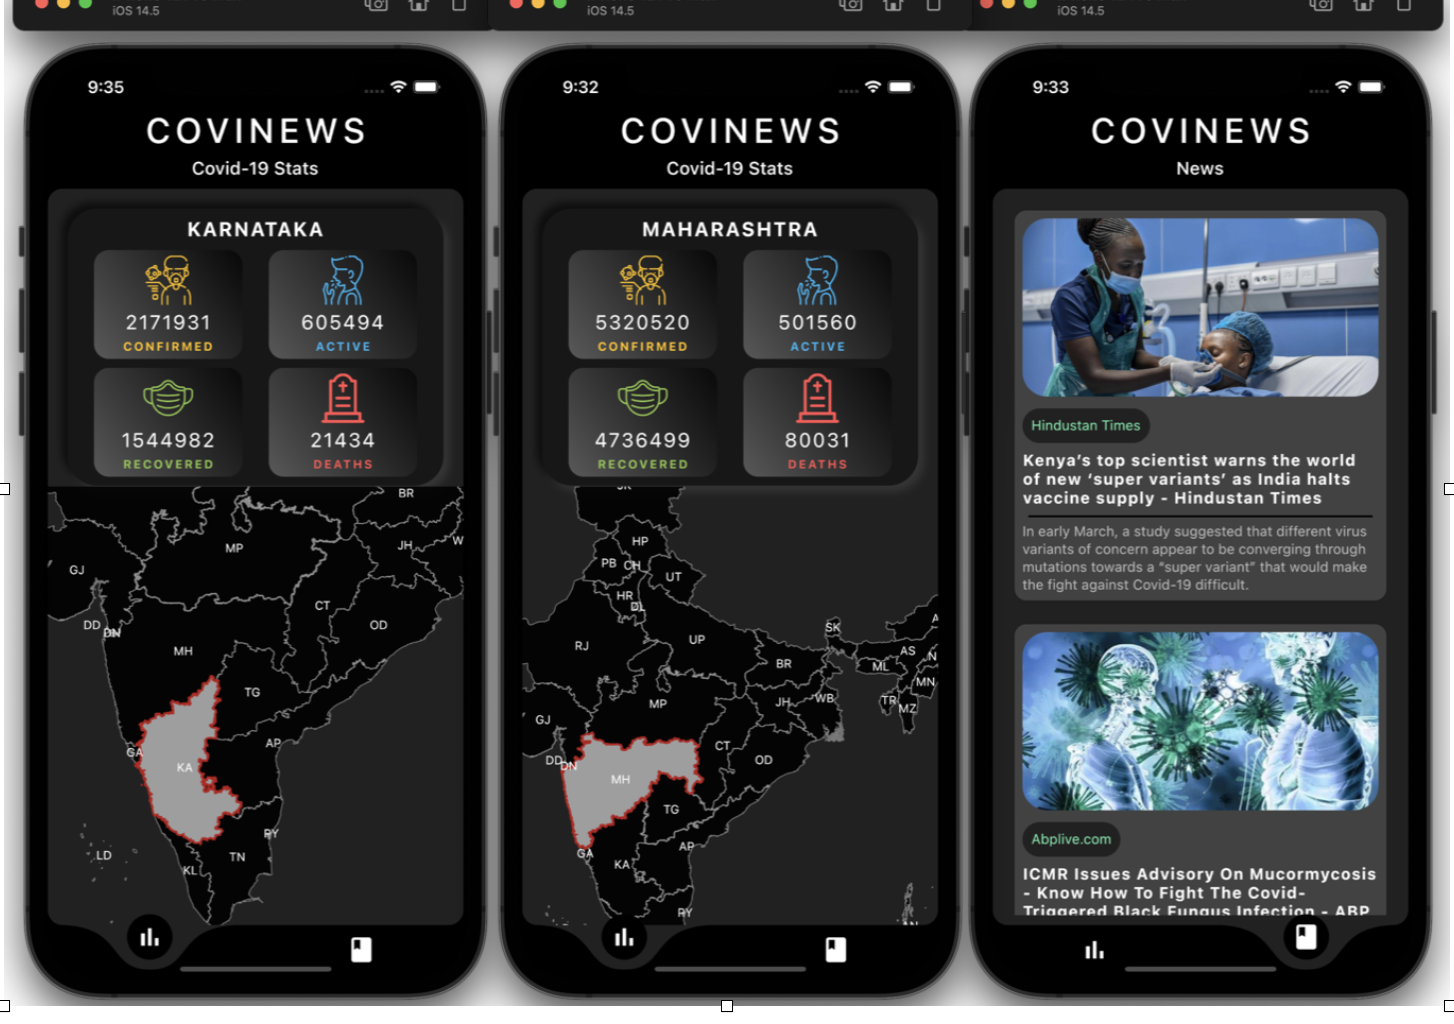 iOS 14.5
iOS 14.5
iOS 14.5
9:35
COVINEWS
Covid-19 Stats
KARNATAKA
2171931
CONFIRMED
605494
ACTIVE
1544982
RECOVERED
21434
DEATHS
BR
MP
JH
W
GJ
CT
OD
DD
DN
MH
TG
GA
AP
KA
PY
LD
TN
KL
9:32
COVINEWS
Covid-19 Stats
MAHARASHTRA
5320520
CONFIRMED
501560
ACTIVE
4736499
RECOVERED
80031
DEATHS
JK
HP
PB
CH
UT
HR
DL
SK
A
RJ
UP
AS
N
BR
ML
MN
MP
JH
WB
TR
MZ
GJ
CT
DD
DN
OD
MH
TG
GA
AP
KA
PY
AN
9:33
COVINEWS
News
Hindustan Times
Kenya's top scientist warns the world
of new 'super variants' as India halts
vaccine supply - Hindustan Times
In early March, a study suggested that different virus
variants of concern appear to be converging through
mutations towards a "super variant" that would make
the fight against Covid-19 difficult.
Abplive.com
ICMR Issues Advisory On Mucormycosis
- Know How To Fight The Covid-
Triggered Black Fungus Infection - ABP